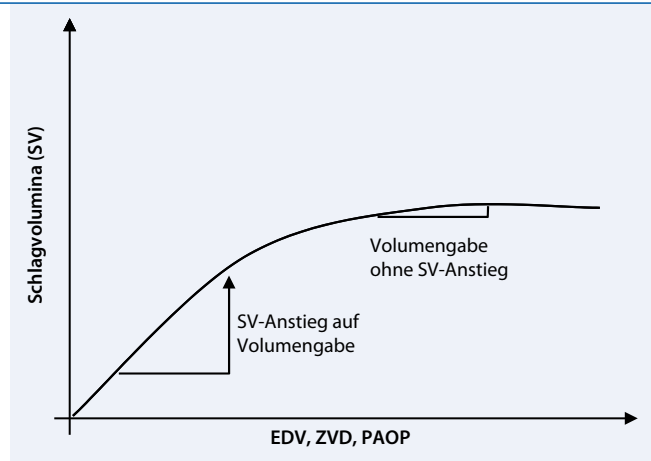 Schlagvolumina (SV)
Volumengabe
ohne SV-Anstieg
SV-Anstieg auf
Volumengabe
EDV, ZVD, PAOP